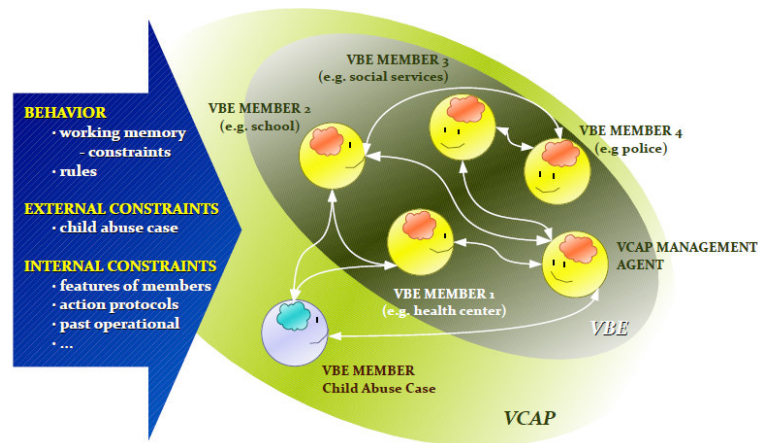 BEHAVIOR
· working memory
- constraints
· rules
EXTERNAL CONSTRAINTS
· child abuse case
INTERNAL CONSTRAINTS
· features of members
· action protocols
· past operational
· ...
VBE MEMBER 3
(e.g. social services)
VBE MEMBER 2
(e.g. school)
VBE MEMBER 4
(e.g police)
VCAP MANAGEMENT
AGENT
VBE MEMBER 1
(e.g. health center)
VBE
VBE MEMBER
Child Abuse Case
VCAP